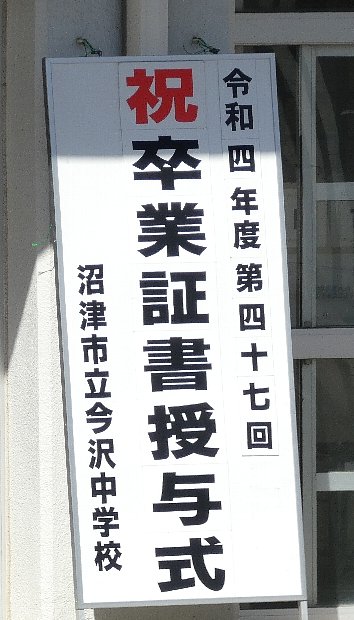 令和四年度第四十七回
祝卒業証書授与式
沼津市立今沢中学校